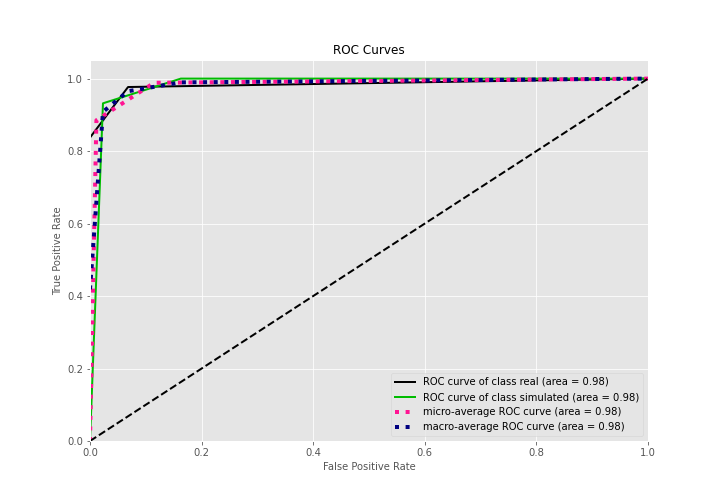 ROC Curves
True Positive Rate
1.0
0.8
0.6
0.4
0.2
0.0
ROC curve of class real (area = 0.98)
ROC curve of class simulated (area = 0.98)
micro-average ROC curve (area = 0.98)
macro-average ROC curve (area = 0.98)
0.0 0.2 0.4 0.6 0.8 1.0
False Positive Rate